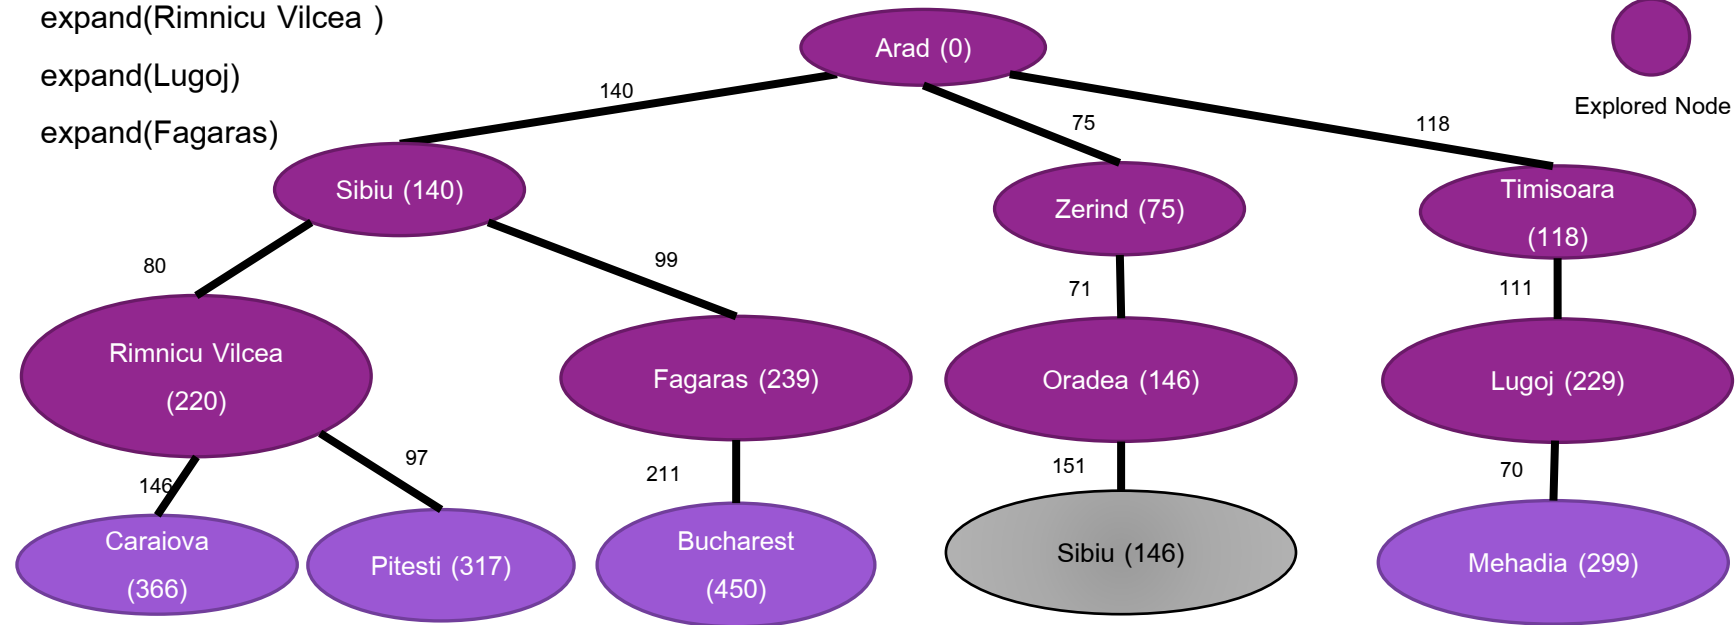 expand(Rimnicu Vilcea )
expand(Lugoj)
expand(Fagaras)
Arad (0)
Explored Node
140
75
118
Sibiu (140)
Zerind (75)
Timisoara
(118)
80
99
71
111
Rimnicu Vilcea
(220)
Fagaras (239)
Oradea (146)
Lugoj (229)
146
97
211
151
70
Caraiova
(366)
Pitesti (317)
Bucharest
(450)
Sibiu (146)
Mehadia (299)